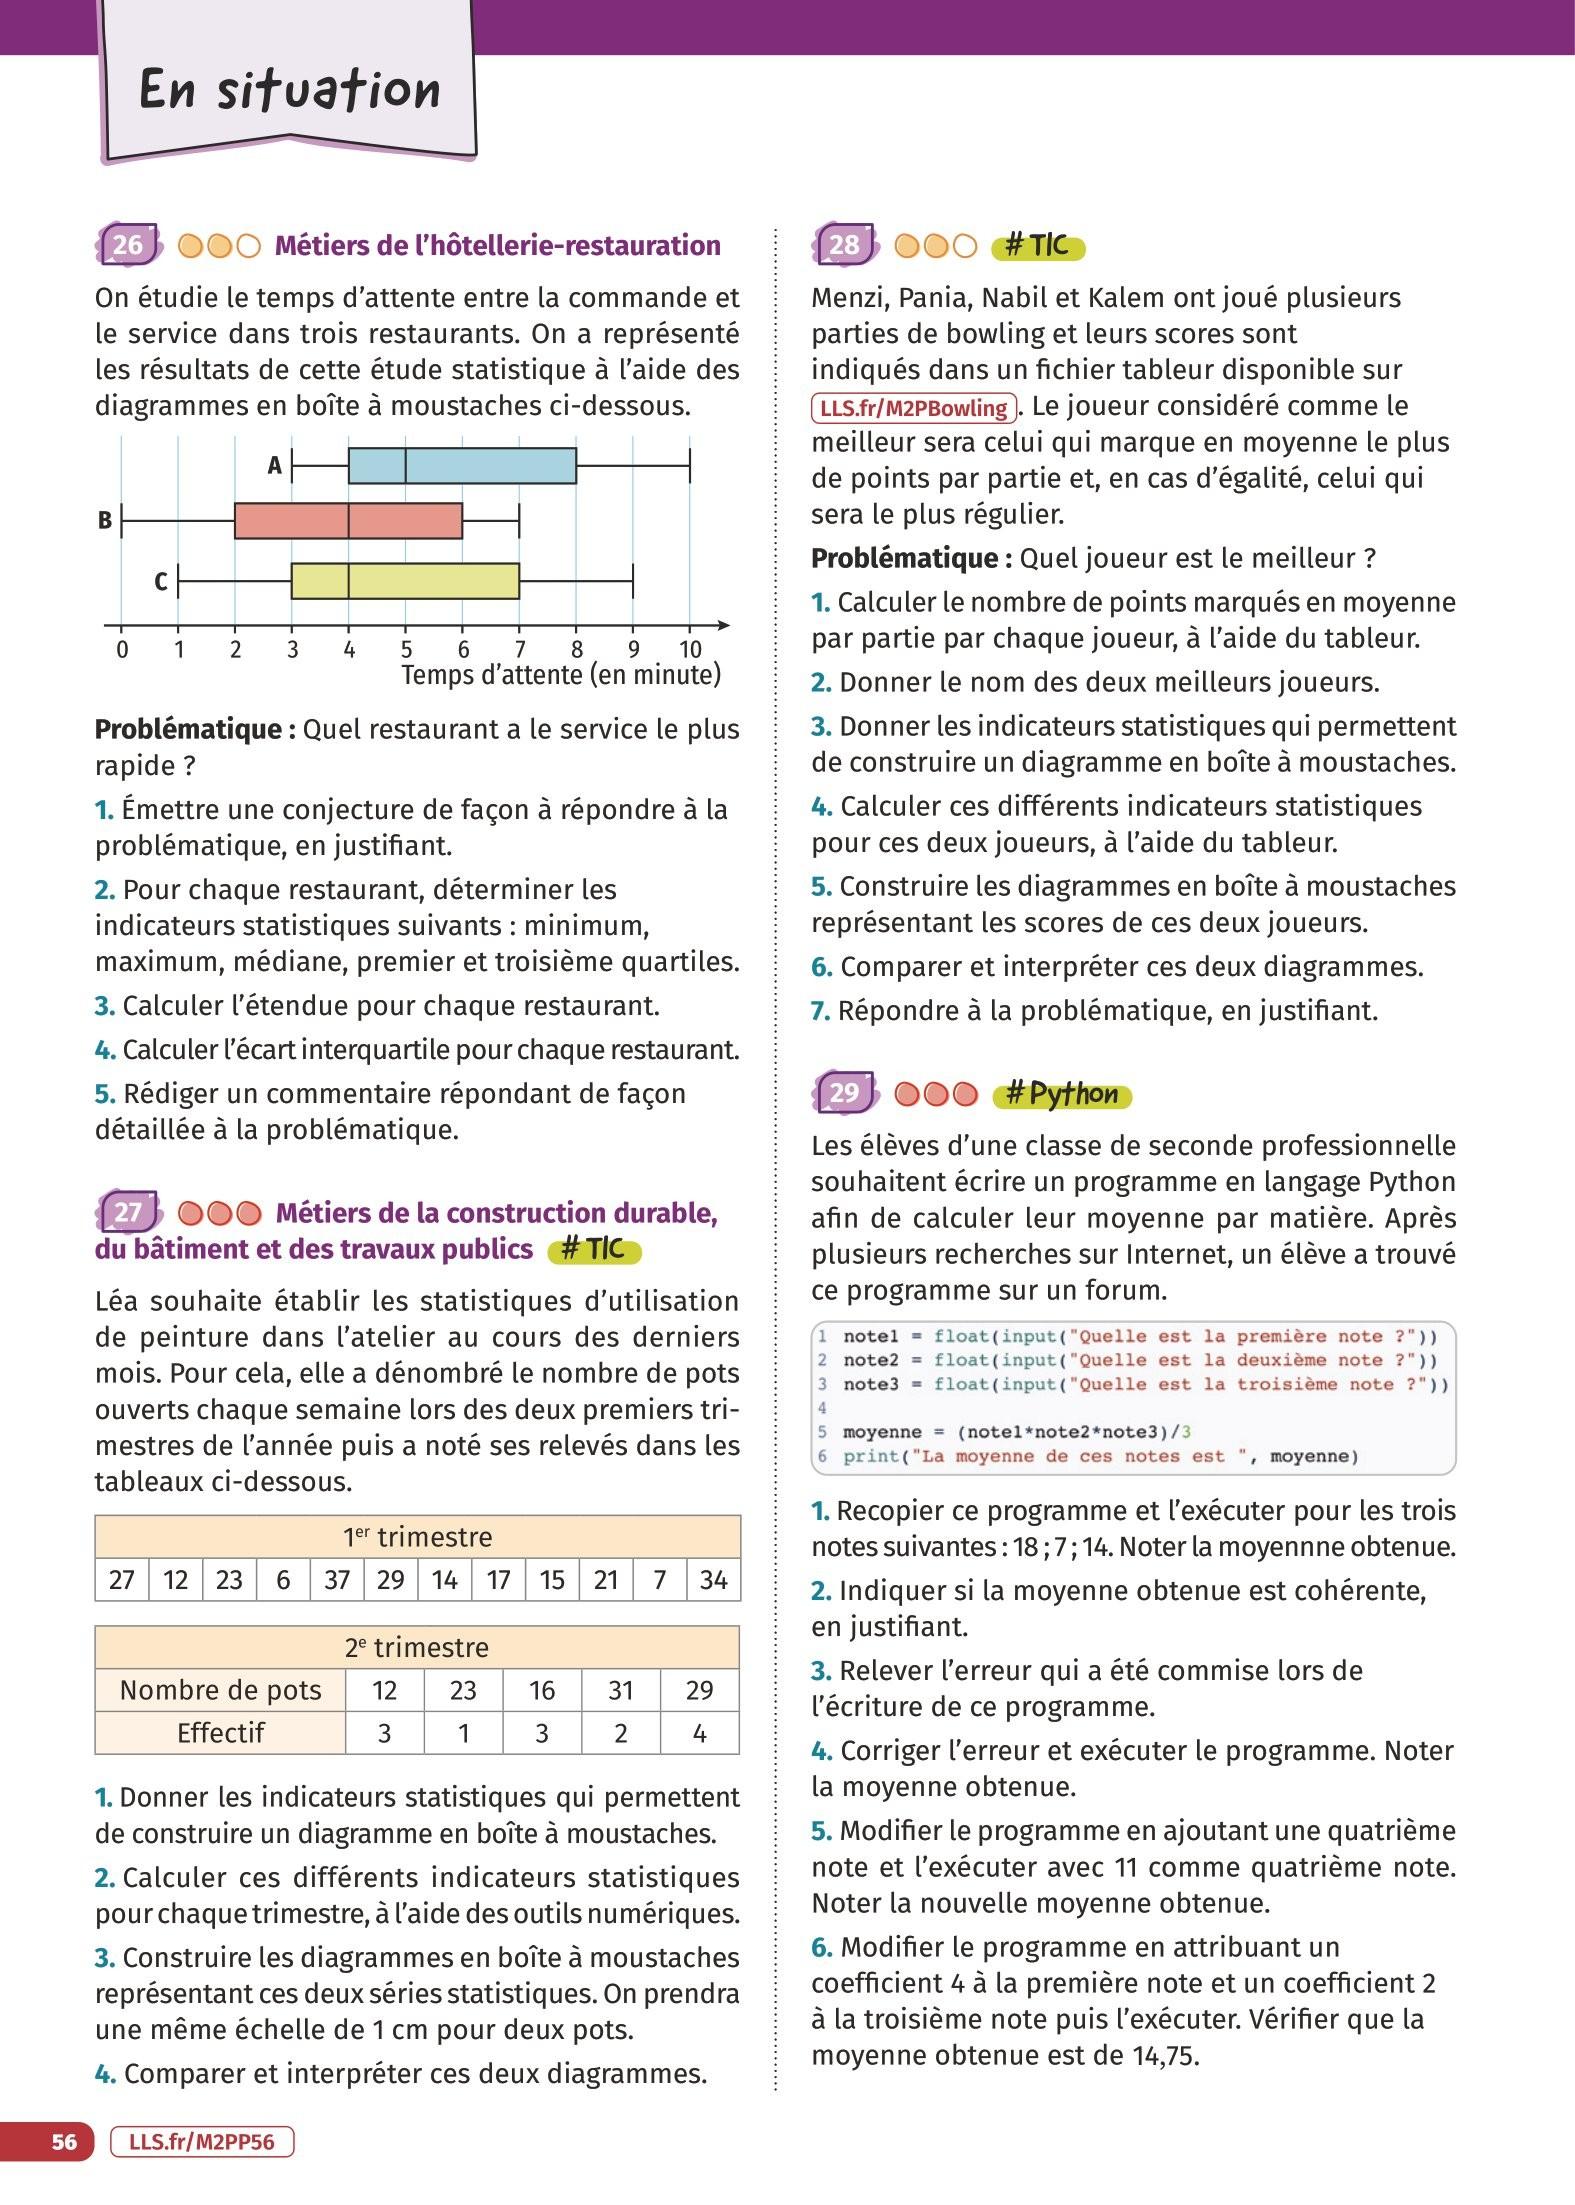 En situation
26 Métiers de l'hôtellerie-restauration
On étudie le temps d'attente entre la commande et
le service dans trois restaurants. On a représenté
les résultats de cette étude statistique à l'aide des
diagrammes en boîte à moustaches ci-dessous.
A
B
C
0 1 2 3 4 5 6 7 8 9 10
Temps d'attente (en minute)
Problématique : Quel restaurant a le service le plus
rapide ?
1. Émettre une conjecture de façon à répondre à la
problématique, en justifiant.
2. Pour chaque restaurant, déterminer les
indicateurs statistiques suivants : minimum,
maximum, médiane, premier et troisième quartiles.
3. Calculer l'étendue pour chaque restaurant.
4. Calculer l'écart interquartile pour chaque restaurant.
5. Rédiger un commentaire répondant de façon
détaillée à la problématique.
27 Métiers de la construction durable,
du bâtiment et des travaux publics # TIC
Léa souhaite établir les statistiques d'utilisation
de peinture dans l'atelier au cours des derniers
mois. Pour cela, elle a dénombré le nombre de pots
ouverts chaque semaine lors des deux premiers tri-
mestres de l'année puis a noté ses relevés dans les
tableaux ci-dessous.
1er trimestre
27 12 23 6 37 29 14 17 15 21 7 34
2e trimestre
Nombre de pots 12 23 16 31 29
Effectif 3 1 3 2 4
1. Donner les indicateurs statistiques qui permettent
de construire un diagramme en boîte à moustaches.
2. Calculer ces différents indicateurs statistiques
pour chaque trimestre, à l'aide des outils numériques.
3. Construire les diagrammes en boîte à moustaches
représentant ces deux séries statistiques. On prendra
une même échelle de 1 cm pour deux pots.
4. Comparer et interpréter ces deux diagrammes.
28 # TIC
Menzi, Pania, Nabil et Kalem ont joué plusieurs
parties de bowling et leurs scores sont
indiqués dans un fichier tableur disponible sur
LLS.fr/M2PBowling. Le joueur considéré comme le
meilleur sera celui qui marque en moyenne le plus
de points par partie et, en cas d'égalité, celui qui
sera le plus régulier.
Problématique : Quel joueur est le meilleur ?
1. Calculer le nombre de points marqués en moyenne
par partie par chaque joueur, à l'aide du tableur.
2. Donner le nom des deux meilleurs joueurs.
3. Donner les indicateurs statistiques qui permettent
de construire un diagramme en boîte à moustaches.
4. Calculer ces différents indicateurs statistiques
pour ces deux joueurs, à l'aide du tableur.
5. Construire les diagrammes en boîte à moustaches
représentant les scores de ces deux joueurs.
6. Comparer et interpréter ces deux diagrammes.
7. Répondre à la problématique, en justifiant.
29 # Python
Les élèves d'une classe de seconde professionnelle
souhaitent écrire un programme en langage Python
afin de calculer leur moyenne par matière. Après
plusieurs recherches sur Internet, un élève a trouvé
ce programme sur un forum.
1 note1 = float(input("Quelle est la première note ?"))
2 note2 = float(input("Quelle est la deuxième note ?"))
3 note3 = float(input("Quelle est la troisième note ?"))
4
5 moyenne = (note1*note2*note3)/3
6 print("La moyenne de ces notes est ", moyenne)
1. Recopier ce programme et l'exécuter pour les trois
notes suivantes : 18 ; 7 ; 14. Noter la moyennne obtenue.
2. Indiquer si la moyenne obtenue est cohérente,
en justifiant.
3. Relever l'erreur qui a été commise lors de
l'écriture de ce programme.
4. Corriger l'erreur et exécuter le programme. Noter
la moyenne obtenue.
5. Modifier le programme en ajoutant une quatrième
note et l'exécuter avec 11 comme quatrième note.
Noter la nouvelle moyenne obtenue.
6. Modifier le programme en attribuant un
coefficient 4 à la première note et un coefficient 2
à la troisième note puis l'exécuter. Vérifier que la
moyenne obtenue est de 14,75.
56 LLS.fr/M2PP56